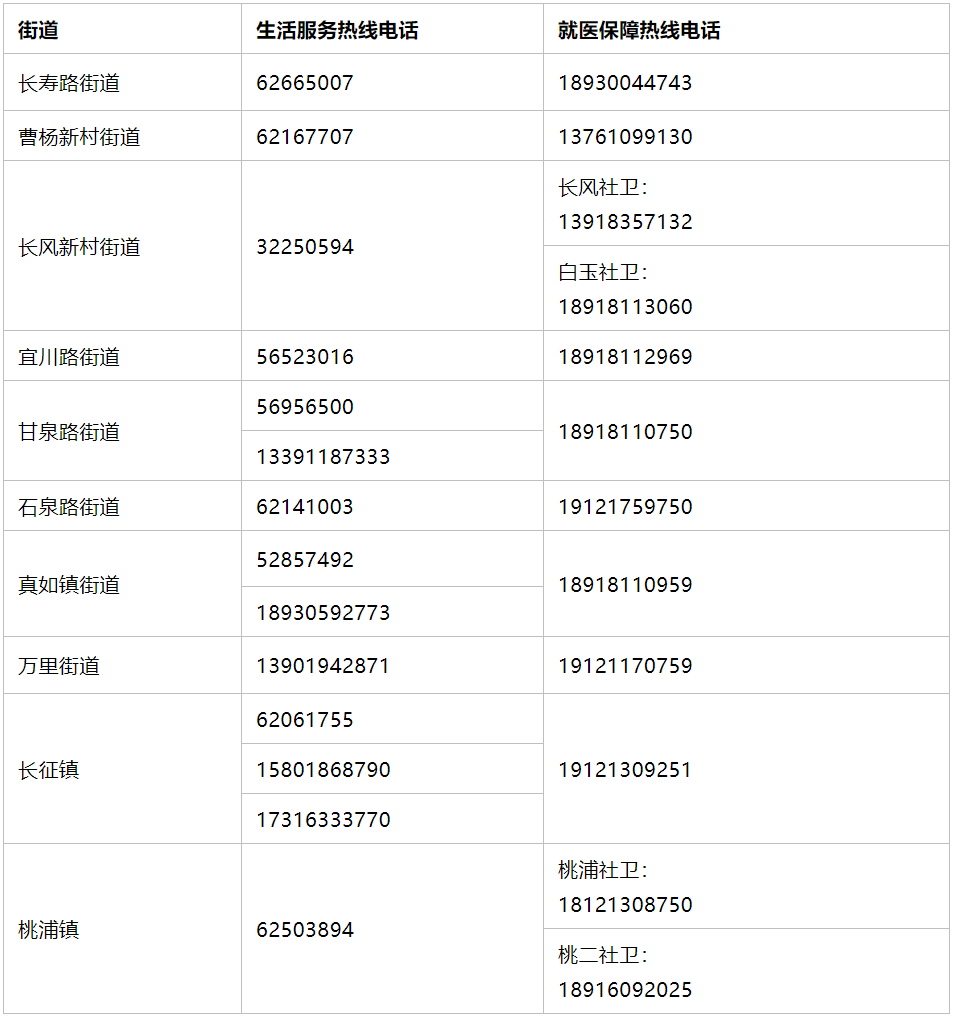 街道 生活服务热线电话 就医保障热线电话
长寿路街道 62665007 18930044743
曹杨新村街道 62167707 13761099130
长风新村街道 32250594 长风社卫：
13918357132
白玉社卫：
18918113060
宜川路街道 56523016 18918112969
甘泉路街道 56956500 18918110750
13391187333
石泉路街道 62141003 19121759750
真如镇街道 52857492 18918110959
18930592773
万里街道 13901942871 19121170759
长征镇 62061755 19121309251
15801868790
17316333770
桃浦镇 62503894 桃浦社卫：
18121308750
桃二社卫：
18916092025